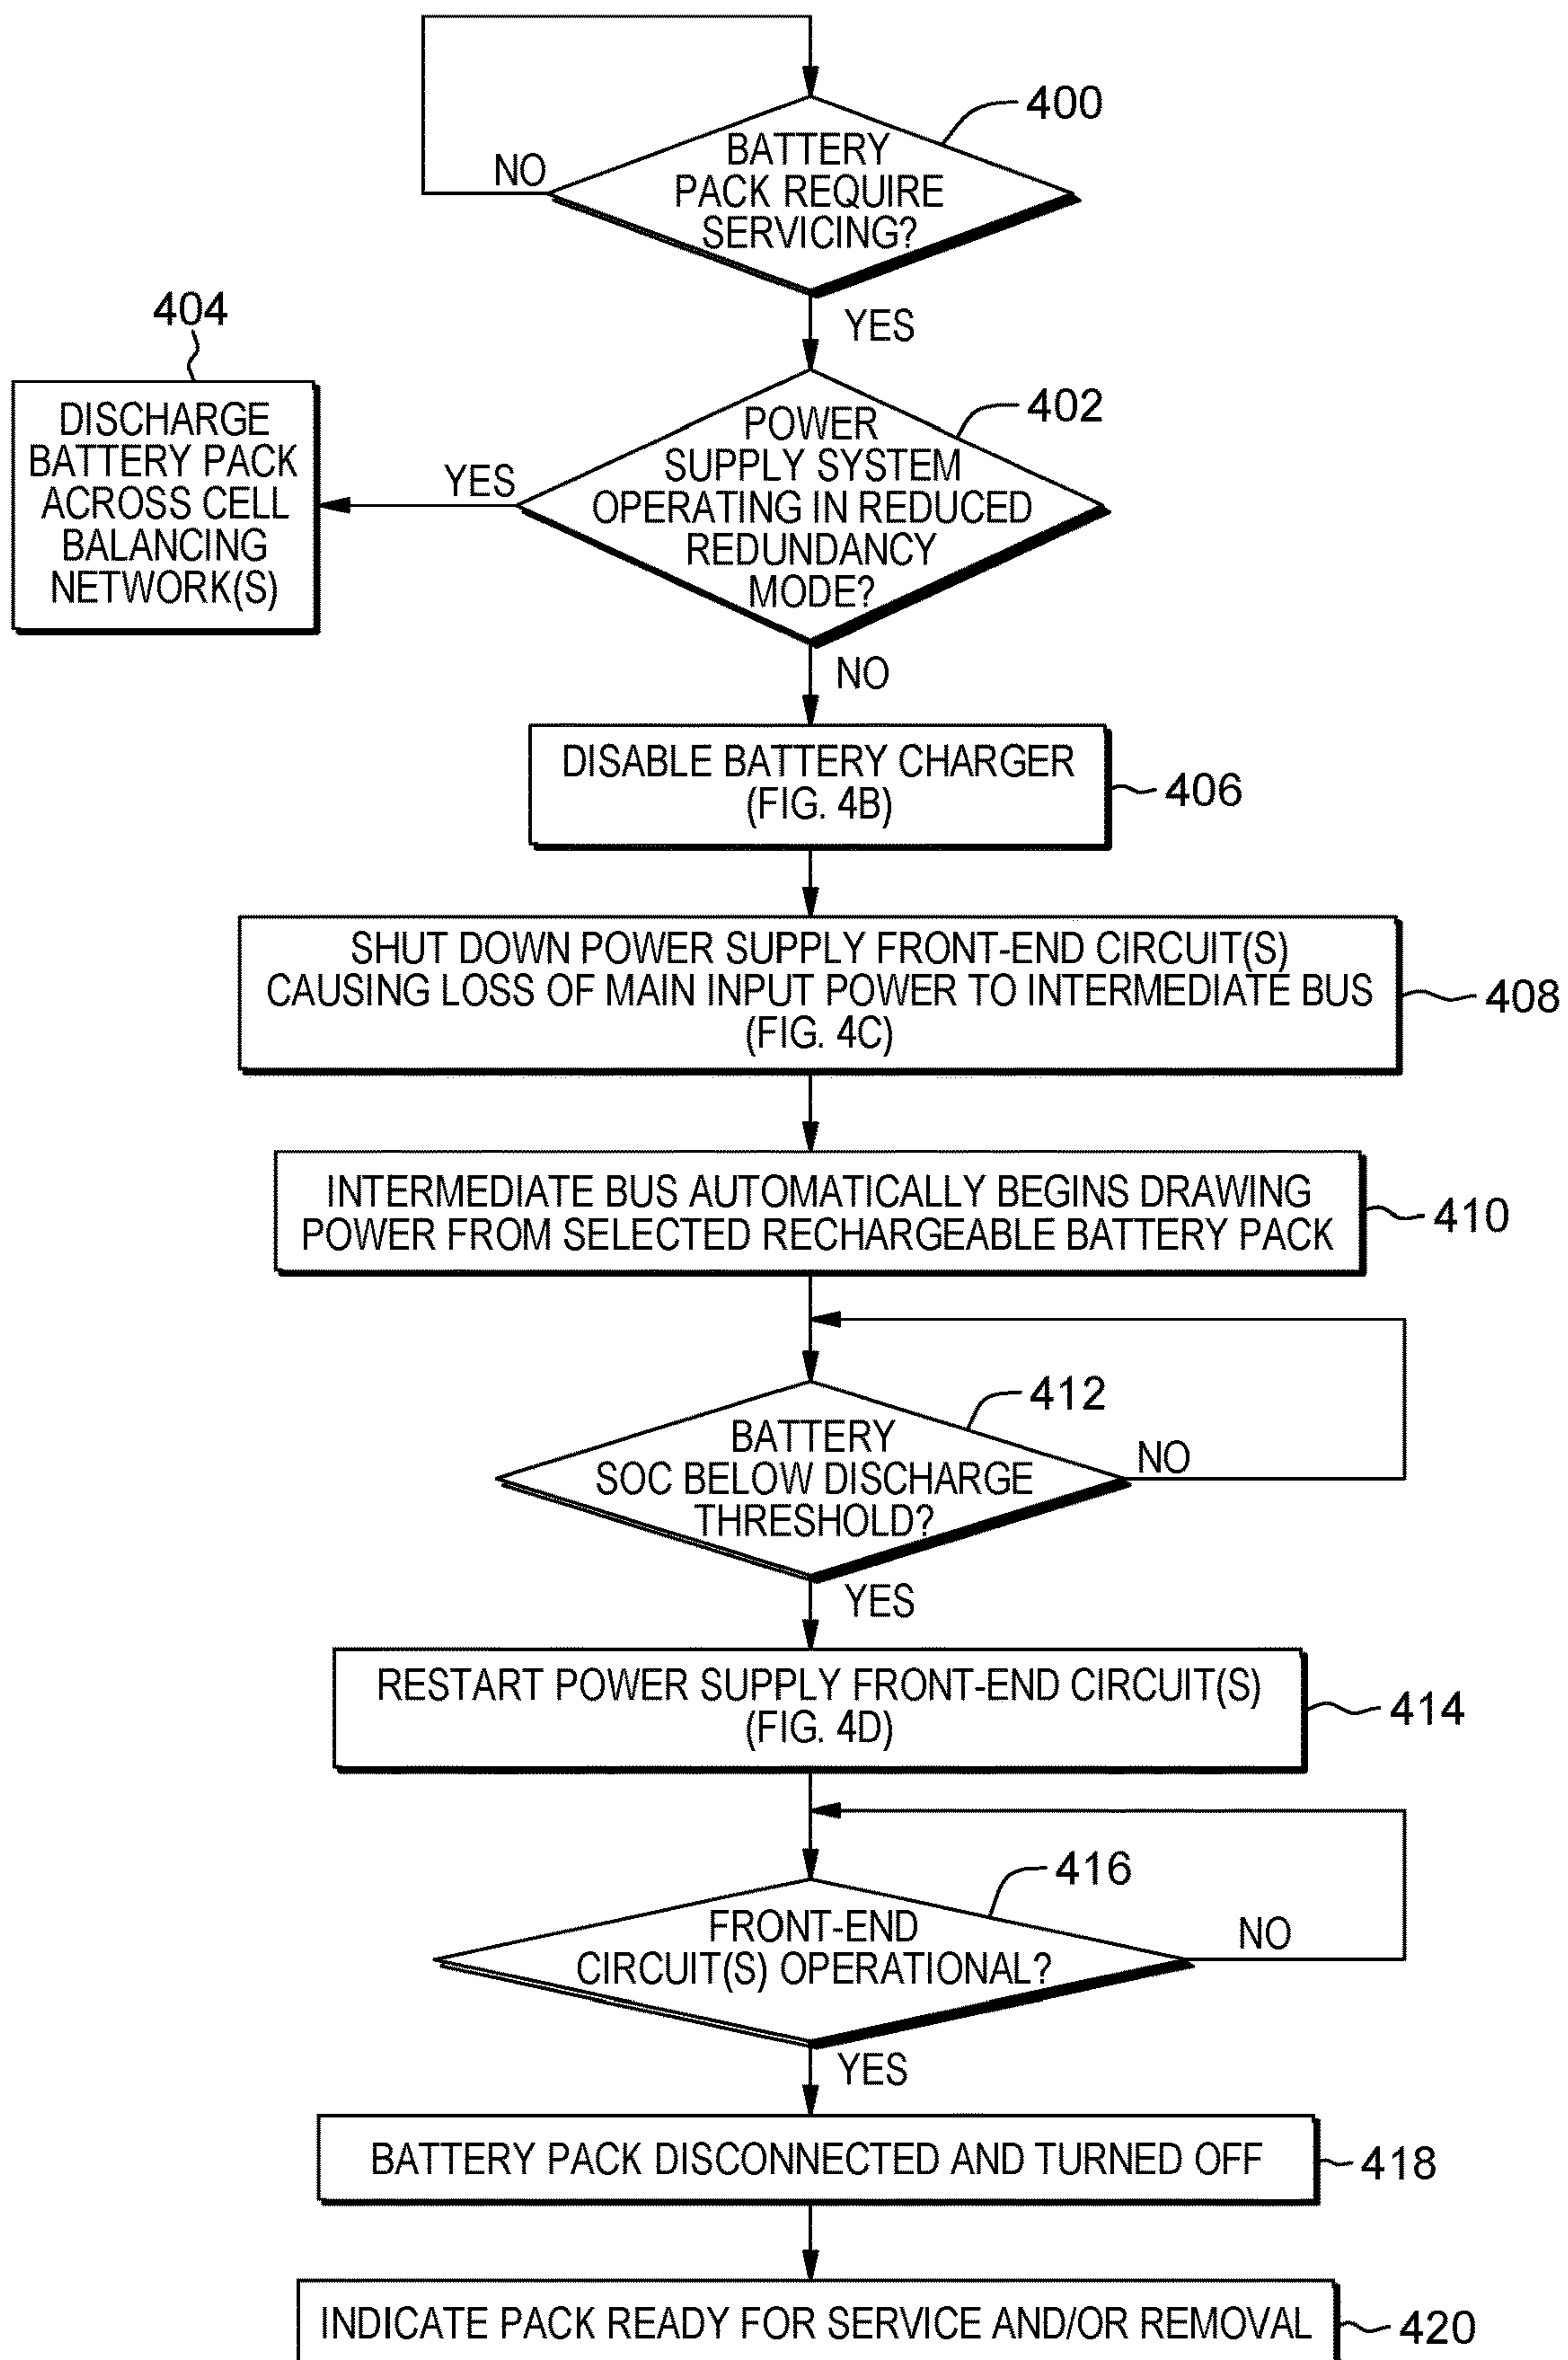 400
BATTERY
PACK REQUIRE
SERVICING?
NO
YES
404
DISCHARGE
BATTERY PACK
ACROSS CELL
BALANCING
NETWORK(S)
402
POWER
SUPPLY SYSTEM
OPERATING IN REDUCED
REDUNDANCY
MODE?
YES
NO
DISABLE BATTERY CHARGER
(FIG. 4B)
406
SHUT DOWN POWER SUPPLY FRONT-END CIRCUIT(S)
CAUSING LOSS OF MAIN INPUT POWER TO INTERMEDIATE BUS
(FIG. 4C)
408
INTERMEDIATE BUS AUTOMATICALLY BEGINS DRAWING
POWER FROM SELECTED RECHARGEABLE BATTERY PACK
410
412
BATTERY
SOC BELOW DISCHARGE
THRESHOLD?
NO
YES
RESTART POWER SUPPLY FRONT-END CIRCUIT(S)
(FIG. 4D)
414
416
FRONT-END
CIRCUIT(S) OPERATIONAL?
NO
YES
BATTERY PACK DISCONNECTED AND TURNED OFF
418
INDICATE PACK READY FOR SERVICE AND/OR REMOVAL
420